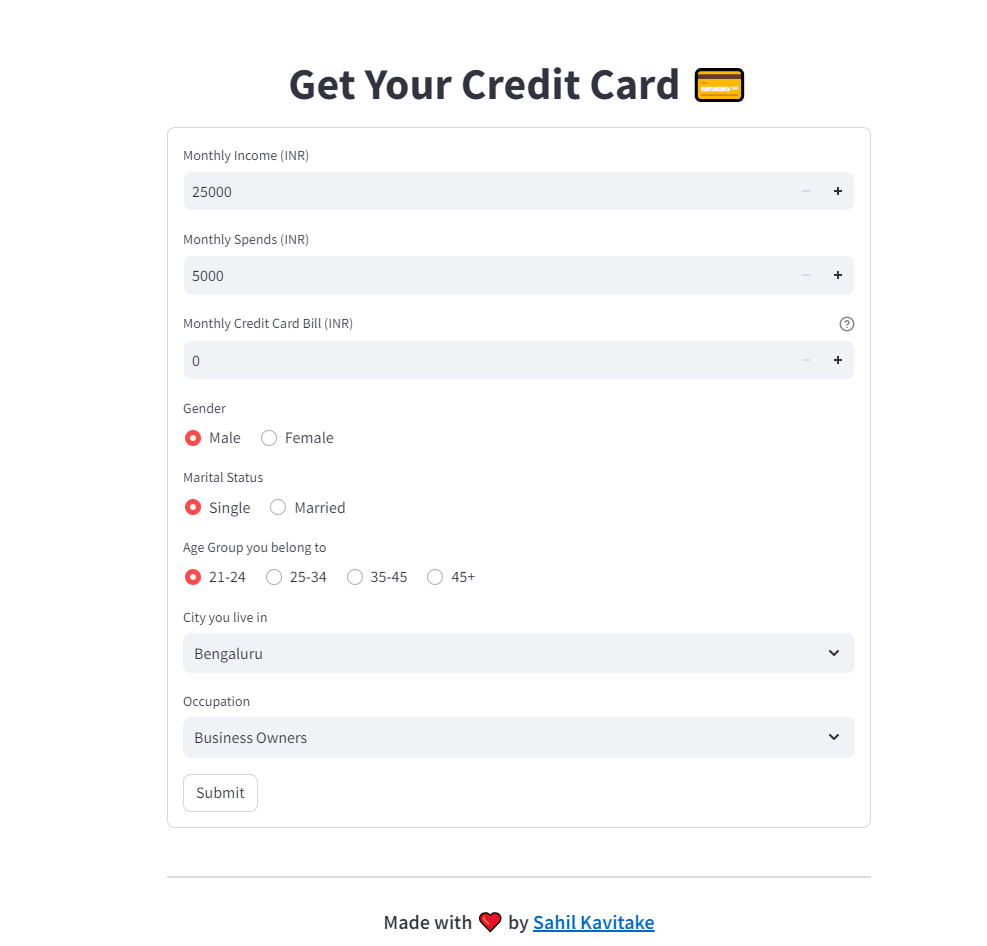 Get Your Credit Card
Monthly Income (INR)
25000
Monthly Spends (INR)
5000
Monthly Credit Card Bill (INR)
0
Gender
Male Female
Marital Status
Single Married
Age Group you belong to
21-24 25-34 35-45 45+
City you live in
Bengaluru
Occupation
Business Owners
Submit
Made with ❤️ by Sahil Kavitake